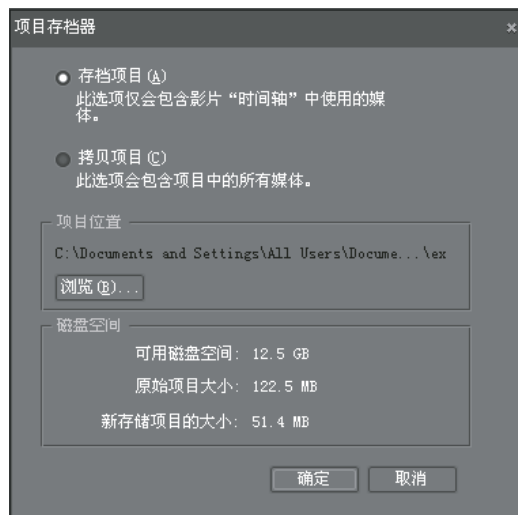 项目存档器
存档项目(A)
此选项仅会包含影片“时间轴”中使用的媒
体。
拷贝项目(C)
此选项会包含项目中的所有媒体。
项目位置
C:\Documents and Settings\All Users\Docume...\ex
浏览(B)...
磁盘空间
可用磁盘空间: 12.5 GB
原始项目大小: 122.5 MB
新存储项目的大小: 51.4 MB
确定 取消